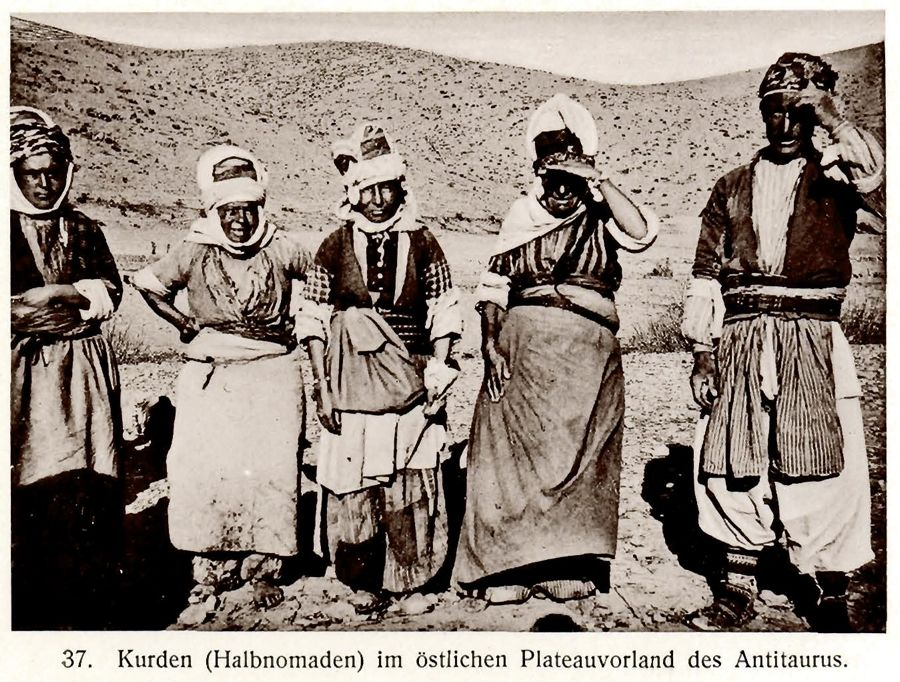 37. Kurden (Halbnomaden) im östlichen Plateauvorland des Antitaurus.